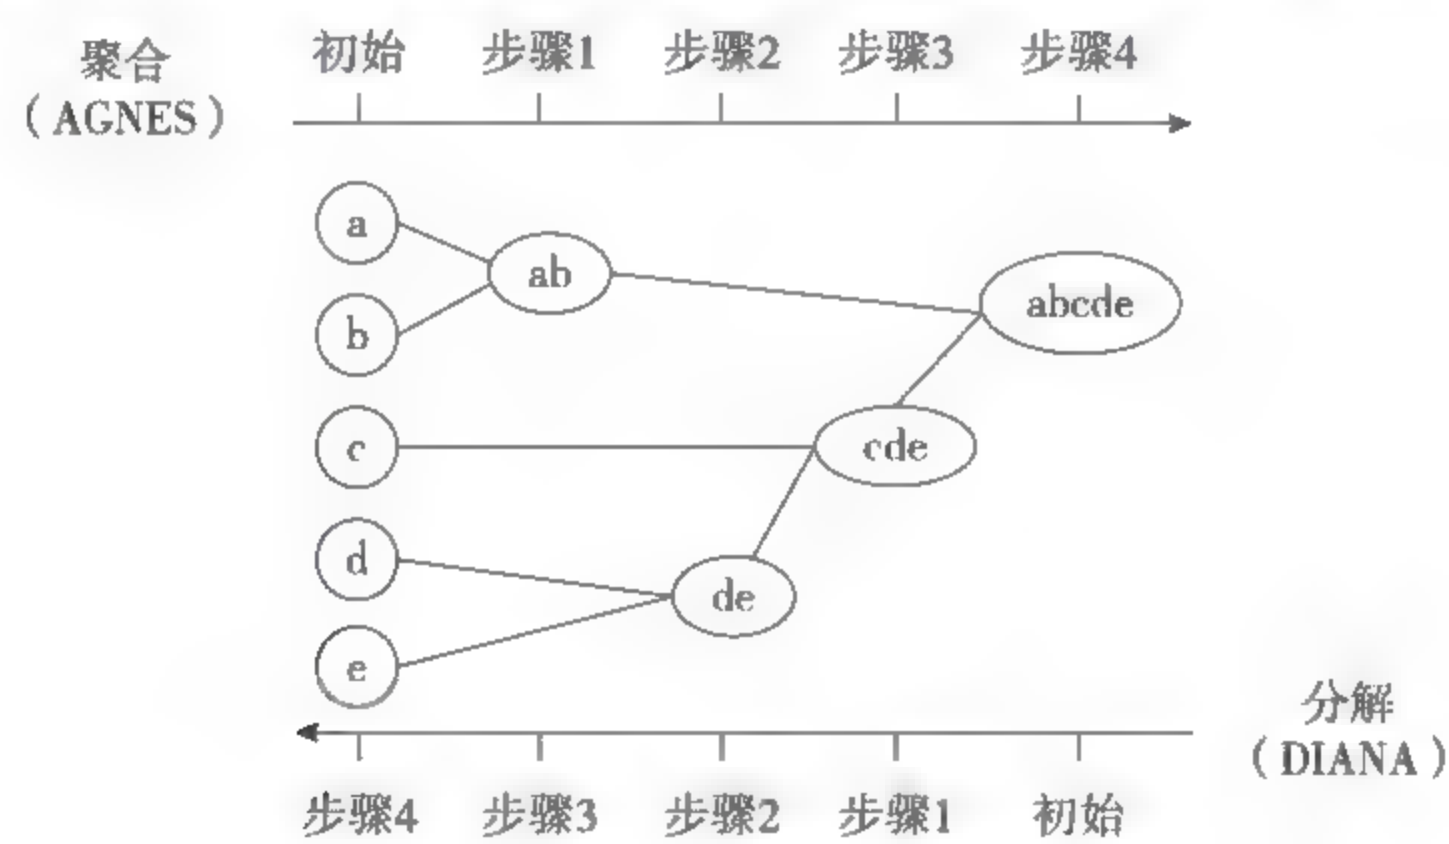 聚合
（AGNES）
初始 步骤1 步骤2 步骤3 步骤4
a
ab
abcde
b
c
cde
d
de
e
分解
（DIANA）
步骤4 步骤3 步骤2 步骤1 初始